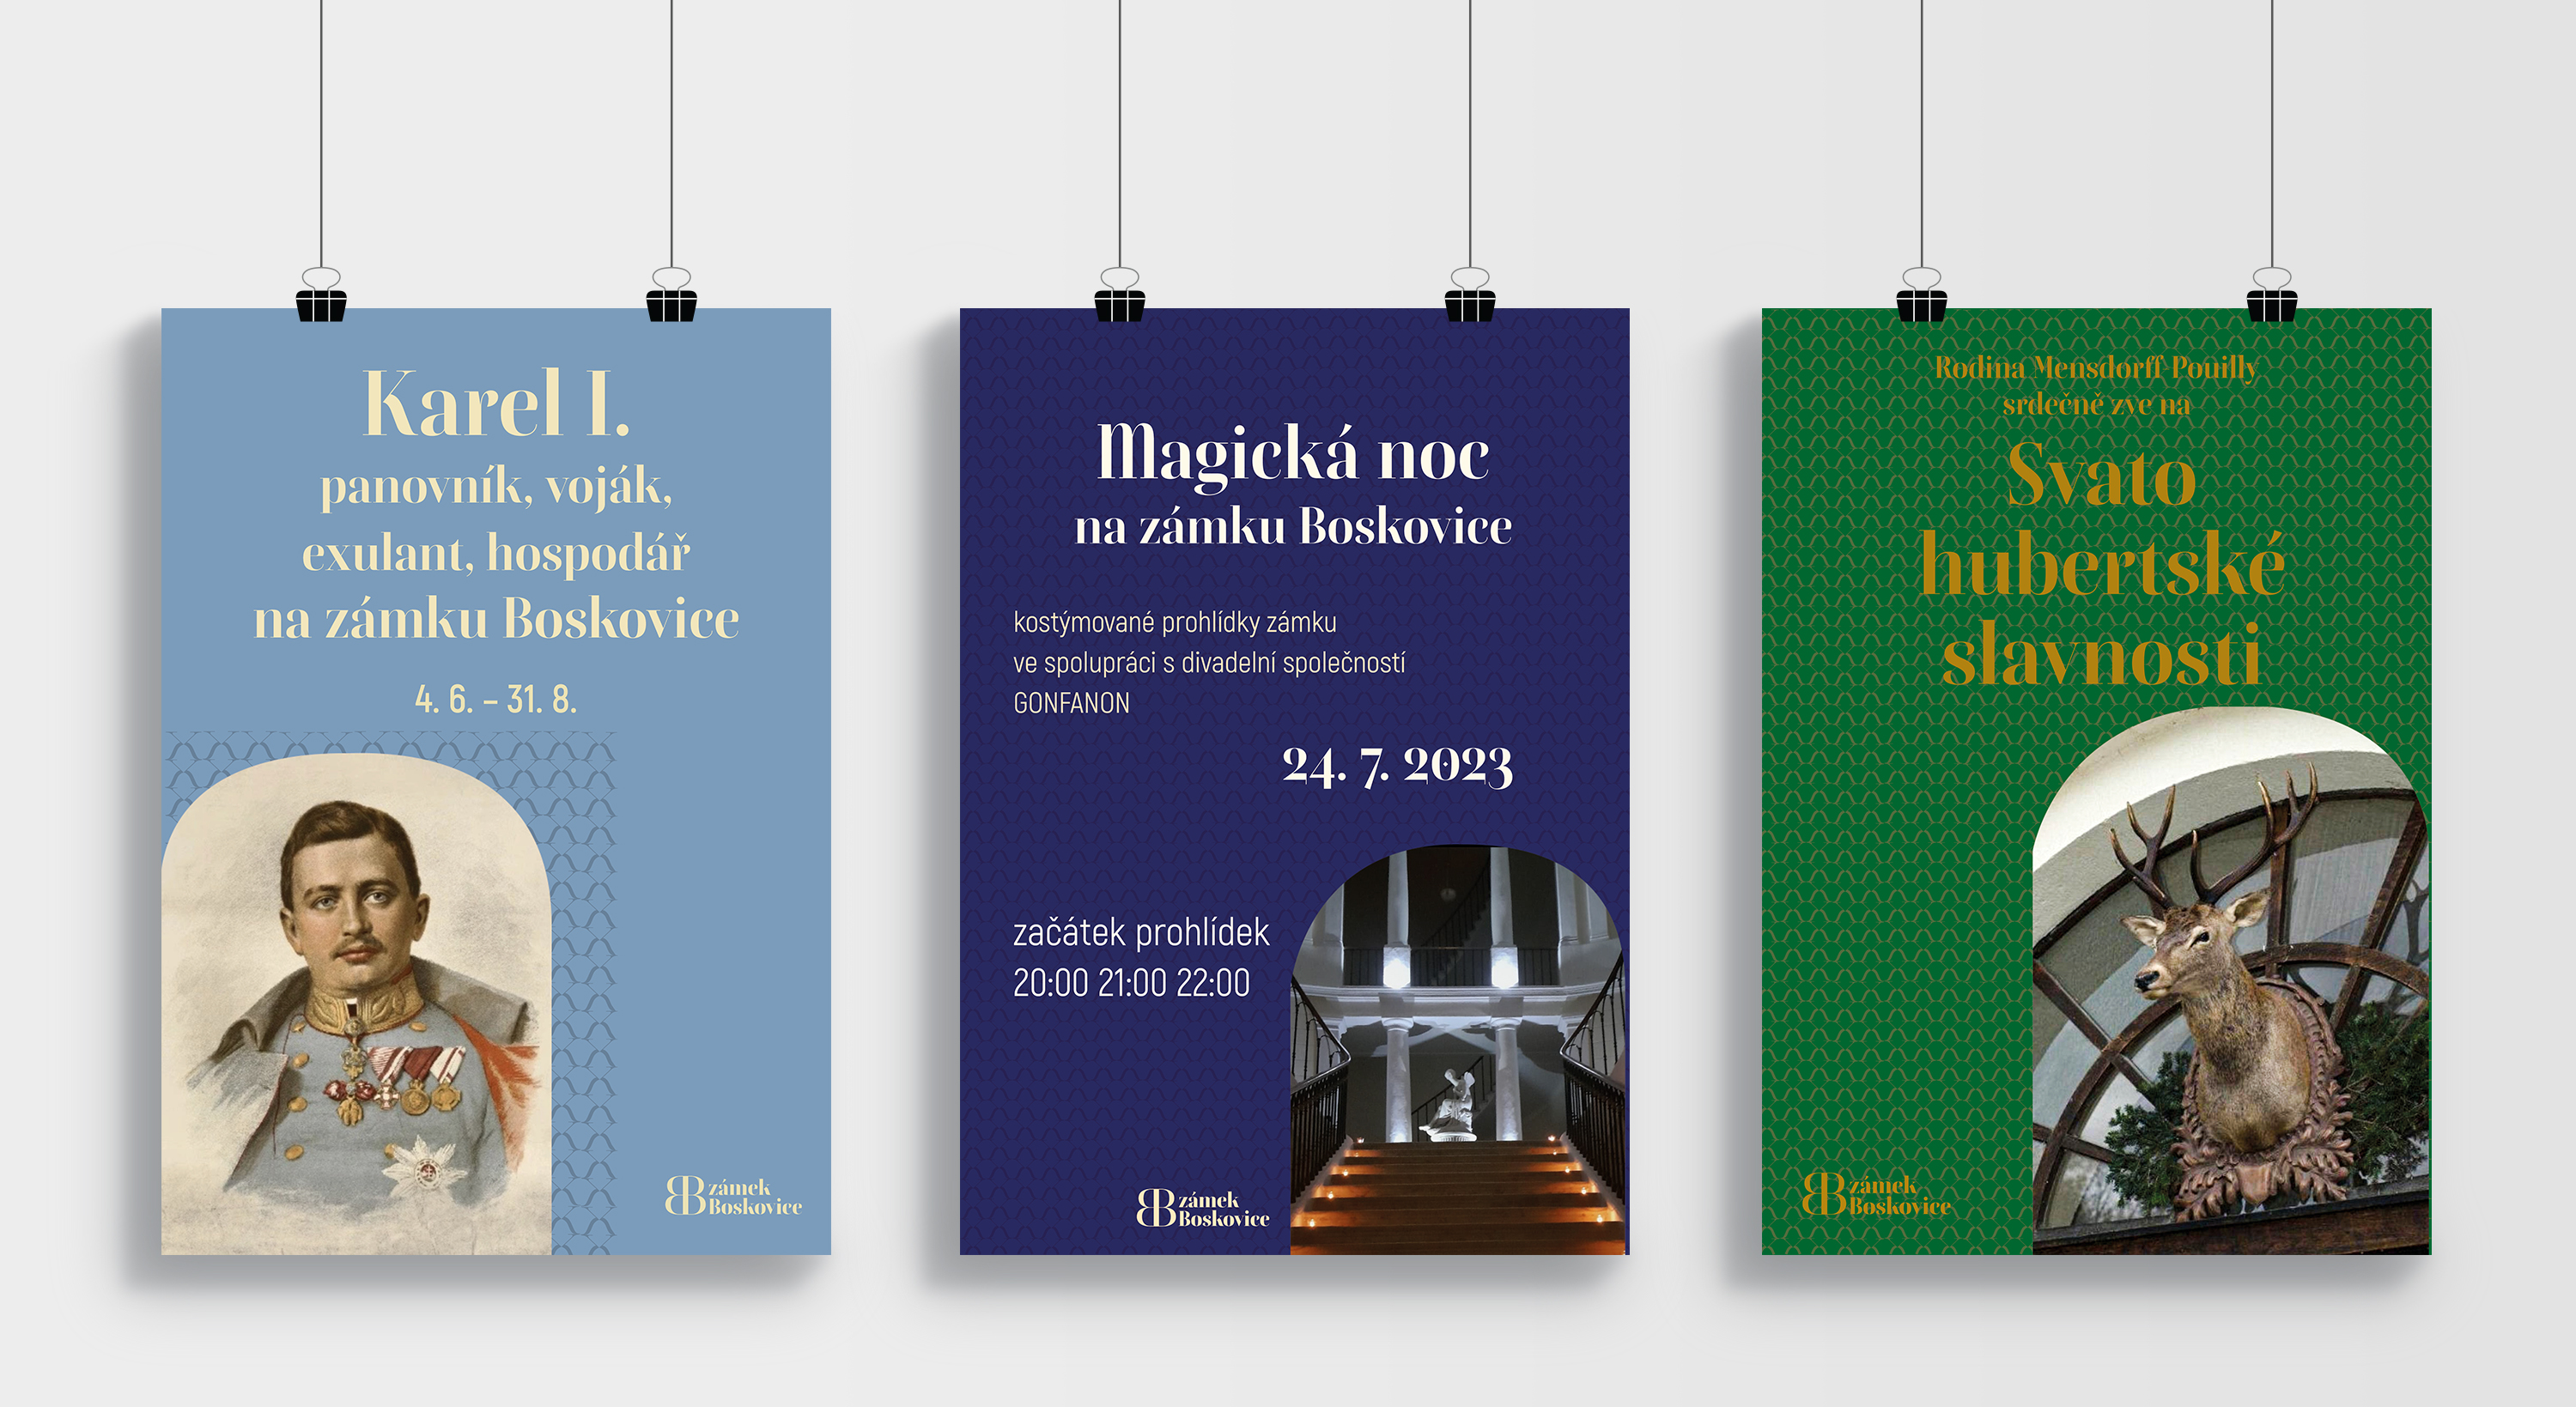 Karel I.
panovník, voják,
exulant, hospodář
na zámku Boskovice
4. 6. – 31. 8.
zámek
Boskovice
Magická noc
na zámku Boskovice
kostýmované prohlídky zámku
ve spolupráci s divadelní společností
GONFANON
24. 7. 2023
začátek prohlídek
20:00 21:00 22:00
zámek
Boskovice
Rodina Mensdorff Pouilly
srdečně zve na
Svato
hubertské
slavnosti
zámek
Boskovice